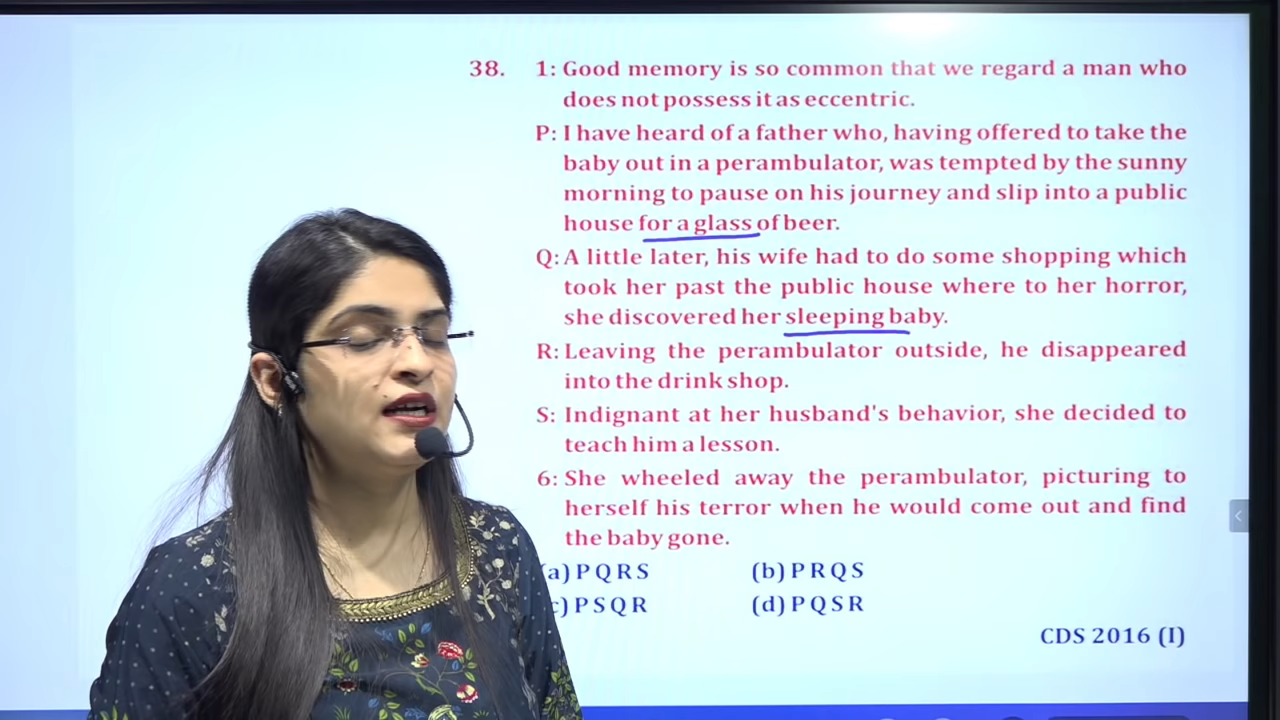 38. 1: Good memory is so common that we regard a man who
does not possess it as eccentric.
P: I have heard of a father who, having offered to take the
baby out in a perambulator, was tempted by the sunny
morning to pause on his journey and slip into a public
house for a glass of beer.
Q: A little later, his wife had to do some shopping which
took her past the public house where to her horror,
she discovered her sleeping baby.
R: Leaving the perambulator outside, he disappeared
into the drink shop.
S: Indignant at her husband's behavior, she decided to
teach him a lesson.
6: She wheeled away the perambulator, picturing to
herself his terror when he would come out and find
the baby gone.
a) P Q R S (b) P R Q S
c) P S Q R (d) P Q S R
CDS 2016 (I)